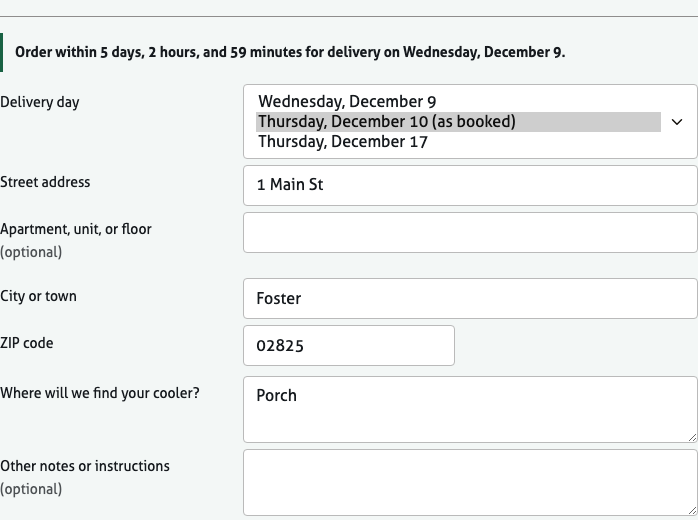 Order within 5 days, 2 hours, and 59 minutes for delivery on Wednesday, December 9.
Delivery day
Wednesday, December 9
Thursday, December 10 (as booked)
Thursday, December 17
Street address
1 Main St
Apartment, unit, or floor
(optional)
City or town
Foster
ZIP code
02825
Where will we find your cooler?
Porch
Other notes or instructions
(optional)